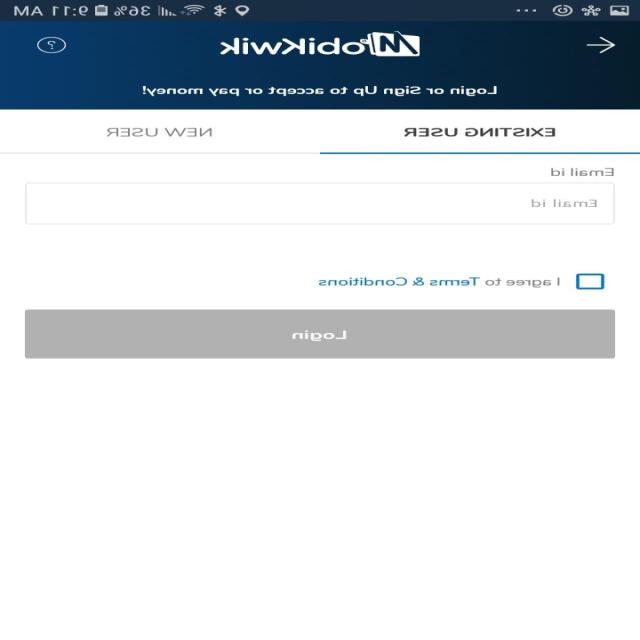 36% 9:11 AM
MobiKwik
?
Login or Sign Up to accept or pay money!
EXISTING USER NEW USER
Email id
Email id
I agree to Terms & Conditions
Login